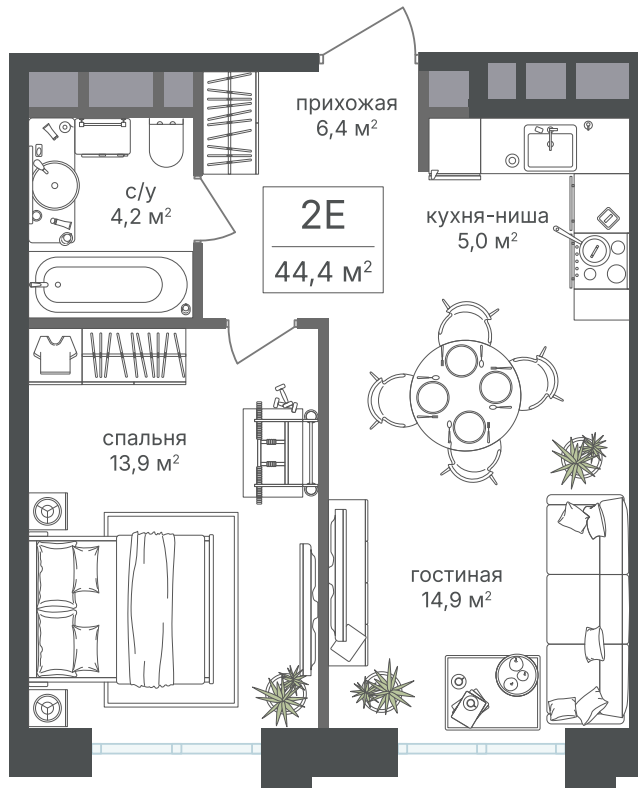 прихожая
6,4 м²
с/у
4,2 м²
2Е
44,4 м²
кухня-ниша
5,0 м²
спальня
13,9 м²
гостиная
14,9 м²